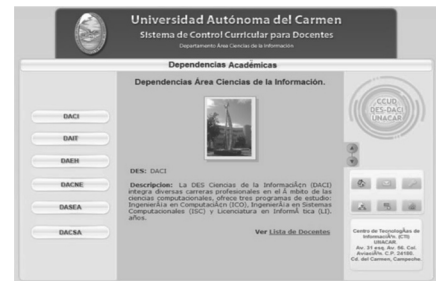 Universidad Autónoma del Carmen
Sistema de Control Curricular para Docentes
Departamento Área Ciencias de la Información
Dependencias Académicas
Dependencias Área Ciencias de la Información.
DACI
DAIT
DAEH
DACNE
DASEA
DACSA
DES: DACI
Descripcion: La DES Ciencias de la InformaciÃ³n (DACI)
integra diversas carreras profesionales en el Ã mbito de las
ciencias computacionales, ofrece tres programas de estudio:
IngenierÃ­a en ComputaciÃ³n (ICO), IngenierÃ­a en Sistemas
Computacionales (ISC) y Licenciatura en InformÃ¡ tica (LI).
años.
Ver Lista de Docentes
CCUD
DES-DACI
UNACAR
Centro de TecnologÃ­as de
InformaciÃ³n. (CTI)
UNACAR
Av. 31 esq. Av. 56. Col.
AviaciÃ³n. C.P. 24180.
Cd. del Carmen, Campeche.